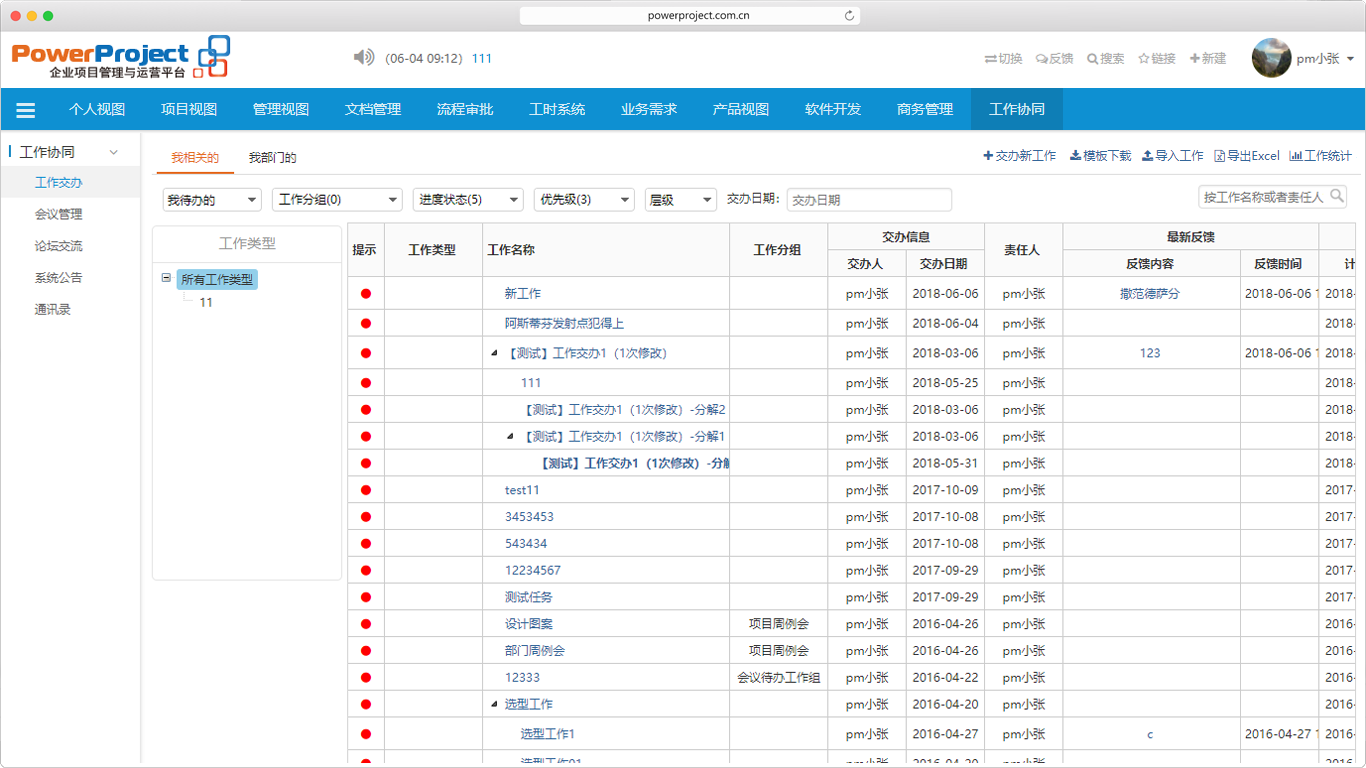 powerproject.com.cn
PowerProject
企业项目管理与运营平台
(06-04 09:12) 111
切换 反馈 搜索 链接 新建 pm小张
个人视图 项目视图 管理视图 文档管理 流程审批 工时系统 业务需求 产品视图 软件开发 商务管理 工作协同
工作协同
工作交办
会议管理
论坛交流
系统公告
通讯录
我相关的 我部门的
交办新工作 模板下载 导入工作 导出Excel 工作统计
我待办的 工作分组(0) 进度状态(5) 优先级(3) 层级 交办日期: 交办日期 按工作名称或者责任人
工作类型
所有工作类型
11
提示 工作类型 工作名称 工作分组 交办信息 责任人 最新反馈
交办人 交办日期 反馈内容 反馈时间 计
新工作 pm小张 2018-06-06 pm小张 撒范德萨分 2018-06-06 1 2018-
阿斯蒂芬发射点犯得上 pm小张 2018-06-04 pm小张 2018-
【测试】工作交办1（1次修改） pm小张 2018-03-06 pm小张 123 2018-06-06 1 2018-
111 pm小张 2018-05-25 pm小张 2018-
【测试】工作交办1（1次修改）-分解2 pm小张 2018-03-06 pm小张 2018-
【测试】工作交办1（1次修改）-分解1 pm小张 2018-03-06 pm小张 2018-
【测试】工作交办1（1次修改）-分解 pm小张 2018-05-31 pm小张 2018-
test11 pm小张 2017-10-09 pm小张 2017-
3453453 pm小张 2017-10-08 pm小张 2017-
543434 pm小张 2017-10-08 pm小张 2017-
12234567 pm小张 2017-09-29 pm小张 2017-
测试任务 pm小张 2017-09-29 pm小张 2017-
设计图案 项目周例会 pm小张 2016-04-26 pm小张 2016-
部门周例会 项目周例会 pm小张 2016-04-26 pm小张 2016-
12333 会议待办工作组 pm小张 2016-04-22 pm小张 2016-
选型工作 pm小张 2016-04-20 pm小张 2016-
选型工作1 pm小张 2016-04-27 pm小张 c 2016-04-27 1 2016-